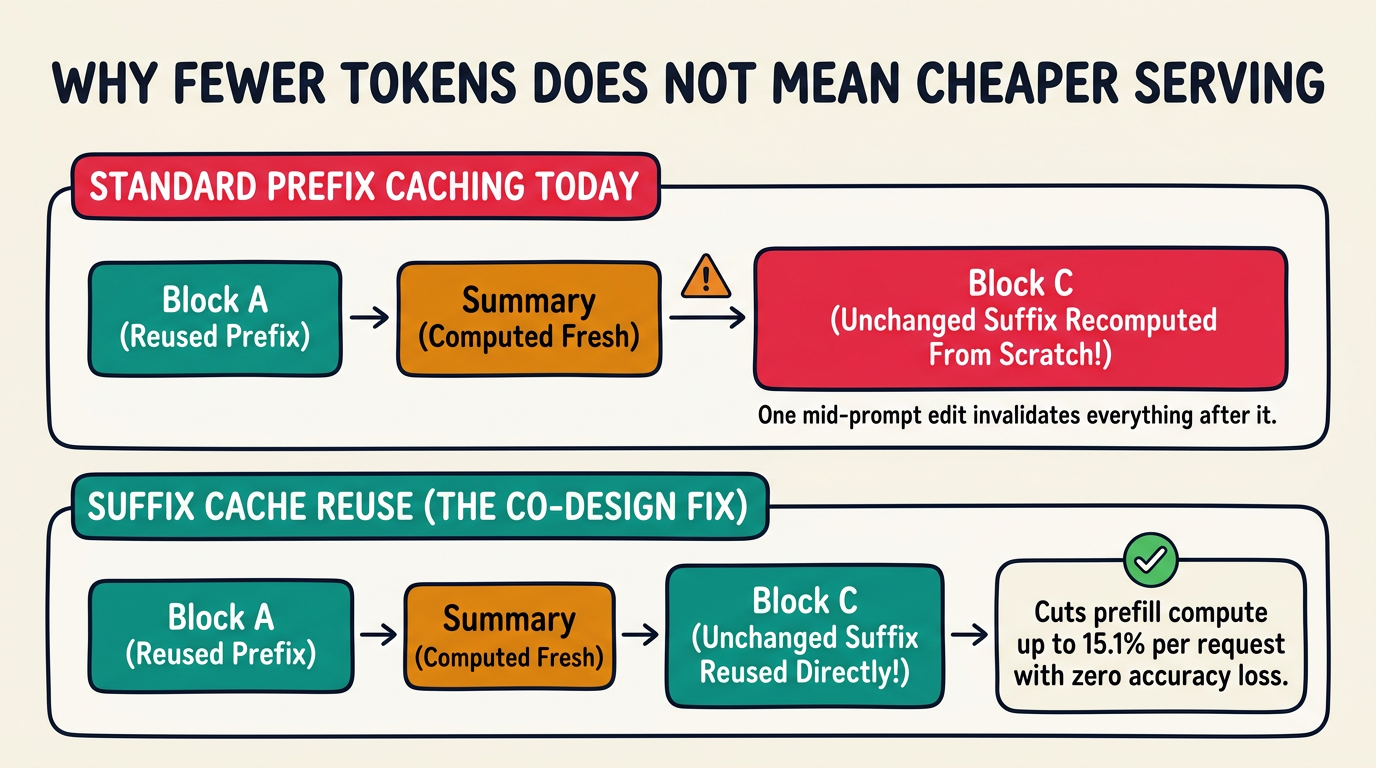 WHY FEWER TOKENS DOES NOT MEAN CHEAPER SERVING
STANDARD PREFIX CACHING TODAY
Block A
(Reused Prefix)
Summary
(Computed Fresh)
Block C
(Unchanged Suffix Recomputed
From Scratch!)
One mid-prompt edit invalidates everything after it.
SUFFIX CACHE REUSE (THE CO-DESIGN FIX)
Block A
(Reused Prefix)
Summary
(Computed Fresh)
Block C
(Unchanged Suffix
Reused Directly!)
Cuts prefill compute
up to 15.1% per request
with zero accuracy loss.